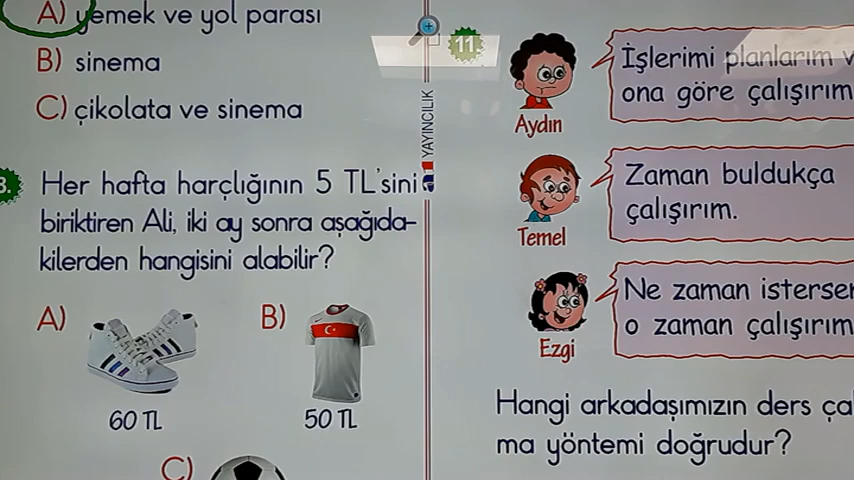 A) yemek ve yol parası
B) sinema
C) çikolata ve sinema
Her hafta harçlığının 5 TL'sini
biriktiren Ali, iki ay sonra aşağıda-
kilerden hangisini alabilir?
A)
B)
60 TL
50 TL
C)
YAYINCILIK
11
Aydın
İşlerimi planlarım
ona göre çalışırım
Temel
Zaman buldukça
çalışırım.
Ezgi
Ne zaman isterse
o zaman çalışırım
Hangi arkadaşımızın ders ça
ma yöntemi doğrudur?